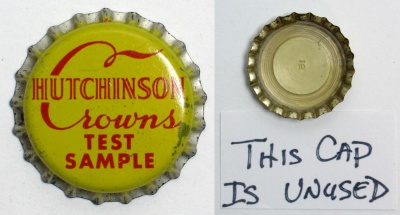 HUTCHINSON
Crowns
TEST
SAMPLE
THIS CAP
IS UNUSED